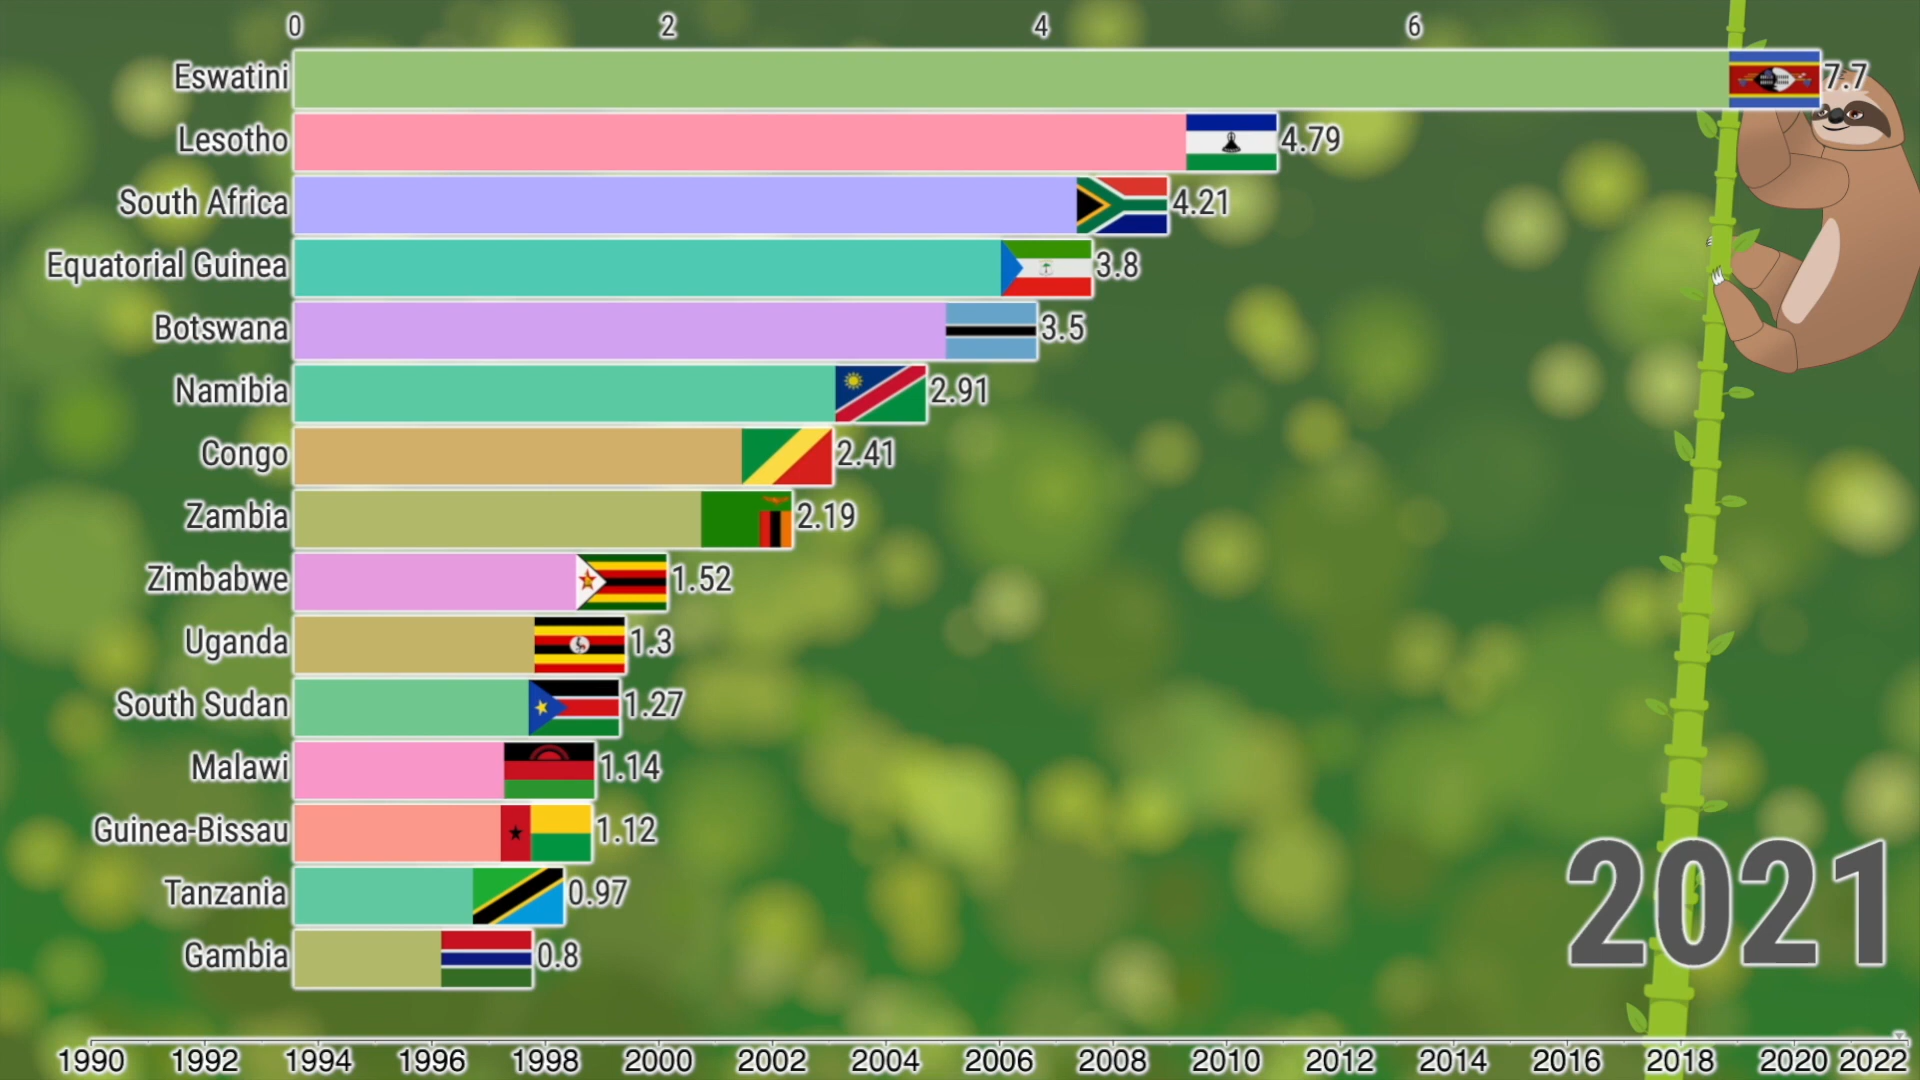 0 2 4 6
Eswatini 7.7
Lesotho 4.79
South Africa 4.21
Equatorial Guinea 3.8
Botswana 3.5
Namibia 2.91
Congo 2.41
Zambia 2.19
Zimbabwe 1.52
Uganda 1.3
South Sudan 1.27
Malawi 1.14
Guinea-Bissau 1.12
Tanzania 0.97
Gambia 0.8
2021
1990 1992 1994 1996 1998 2000 2002 2004 2006 2008 2010 2012 2014 2016 2018 2020 2022